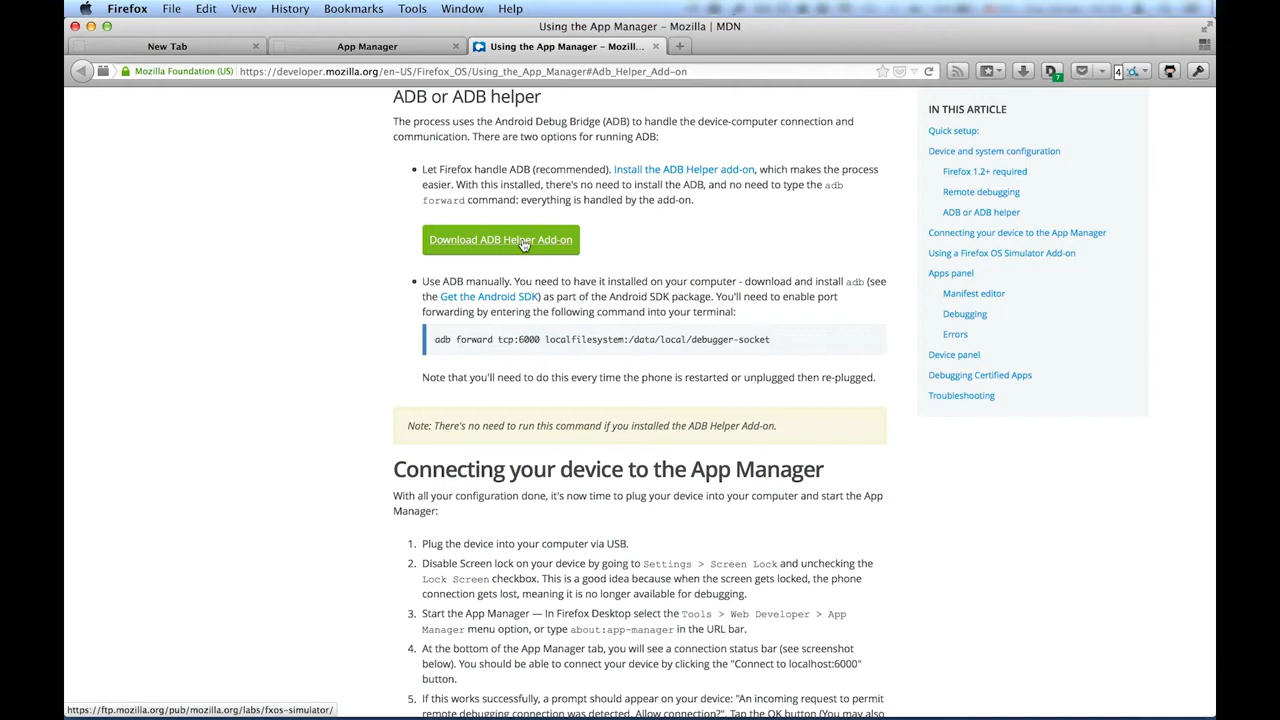 Firefox File Edit View History Bookmarks Tools Window Help
Using the App Manager – Mozilla | MDN
New Tab
App Manager
Using the App Manager – Mozill...
Mozilla Foundation (US)
https://developer.mozilla.org/en-US/Firefox_OS/Using_the_App_Manager#Adb_Helper_Add-on
7
4
ADB or ADB helper
The process uses the Android Debug Bridge (ADB) to handle the device-computer connection and
communication. There are two options for running ADB:
Let Firefox handle ADB (recommended). Install the ADB Helper add-on, which makes the process
easier. With this installed, there's no need to install the ADB, and no need to type the adb
forward command: everything is handled by the add-on.
Download ADB Helper Add-on
Use ADB manually. You need to have it installed on your computer - download and install adb (see
the Get the Android SDK) as part of the Android SDK package. You'll need to enable port
forwarding by entering the following command into your terminal:
adb forward tcp:6000 localfilesystem:/data/local/debugger-socket
Note that you'll need to do this every time the phone is restarted or unplugged then re-plugged.
Note: There's no need to run this command if you installed the ADB Helper Add-on.
Connecting your device to the App Manager
With all your configuration done, it's now time to plug your device into your computer and start the App
Manager:
1. Plug the device into your computer via USB.
2. Disable Screen lock on your device by going to Settings > Screen Lock and unchecking the
Lock Screen checkbox. This is a good idea because when the screen gets locked, the phone
connection gets lost, meaning it is no longer available for debugging.
3. Start the App Manager — In Firefox Desktop select the Tools > Web Developer > App
Manager menu option, or type about:app-manager in the URL bar.
4. At the bottom of the App Manager tab, you will see a connection status bar (see screenshot
below). You should be able to connect your device by clicking the "Connect to localhost:6000"
button.
5. If this works successfully, a prompt should appear on your device: "An incoming request to permit
remote debugging connection was detected. Allow connection?". Tap the OK button (You may also
IN THIS ARTICLE
Quick setup:
Device and system configuration
Firefox 1.2+ required
Remote debugging
ADB or ADB helper
Connecting your device to the App Manager
Using a Firefox OS Simulator Add-on
Apps panel
Manifest editor
Debugging
Errors
Device panel
Debugging Certified Apps
Troubleshooting
https://ftp.mozilla.org/pub/mozilla.org/labs/fxos-simulator/